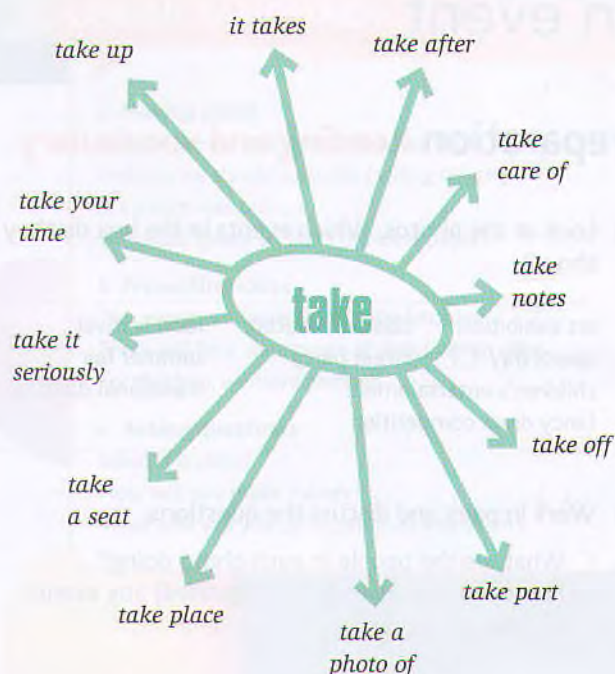 take up
it takes
take after
take
care of
take your
time
take
notes
take
take it
seriously
take off
take
a seat
take place
take a
photo of
take part